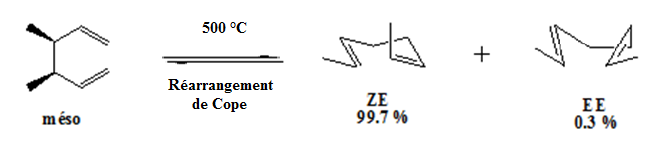 500 °C
Réarrangement
de Cope
méso
+
ZE
99.7 %
EE
0.3 %